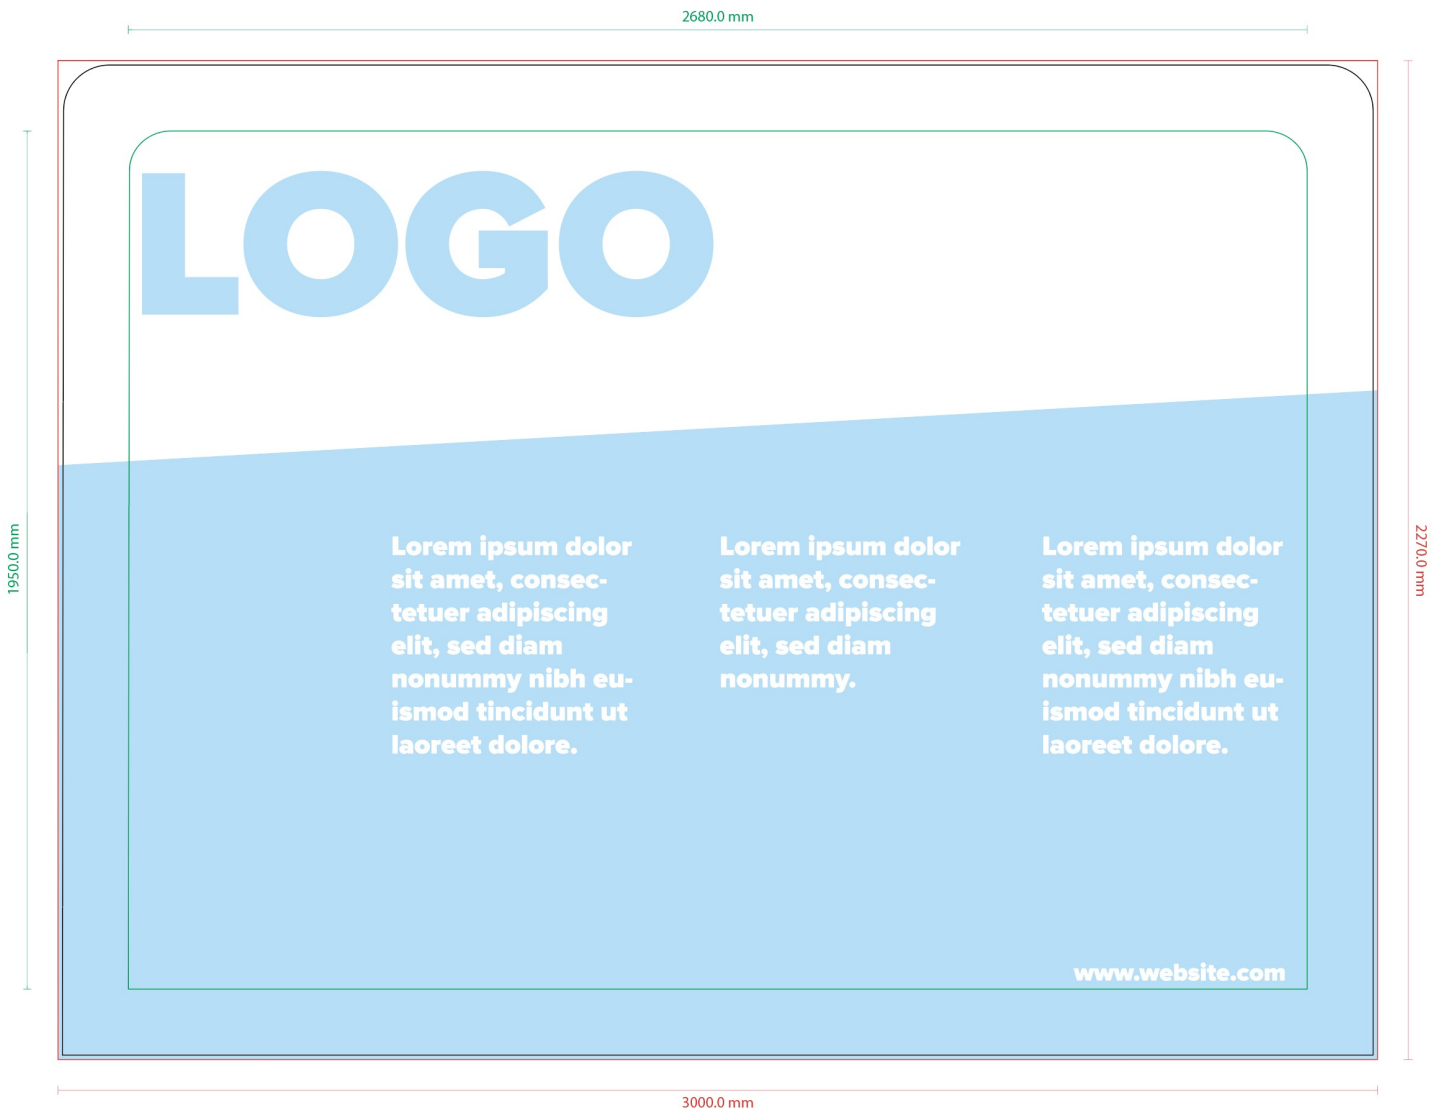 2680.0 mm
LOGO
1950.0 mm
2270.0 mm
Lorem ipsum dolor
sit amet, consec-
tetuer adipiscing
elit, sed diam
nonummy nibh eu-
ismod tincidunt ut
laoreet dolore.
Lorem ipsum dolor
sit amet, consec-
tetuer adipiscing
elit, sed diam
nonummy.
Lorem ipsum dolor
sit amet, consec-
tetuer adipiscing
elit, sed diam
nonummy nibh eu-
ismod tincidunt ut
laoreet dolore.
www.website.com
3000.0 mm